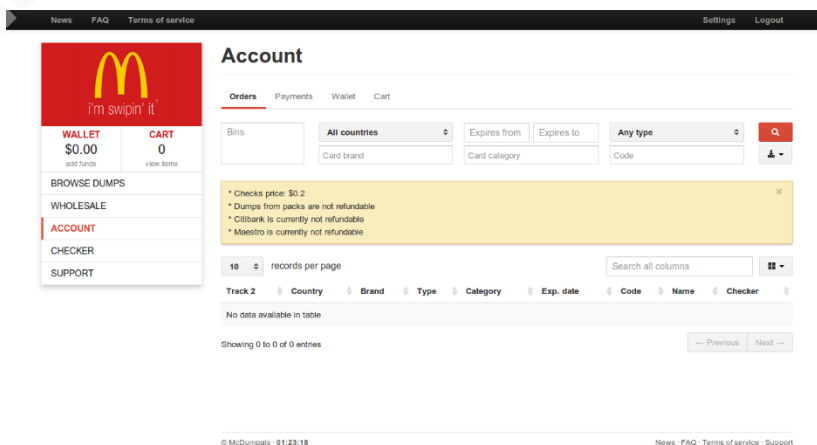 News FAQ Terms of service Settings Logout
i'm swipin' it
WALLET CART
$0.00 0
add funds view items
BROWSE DUMPS
WHOLESALE
ACCOUNT
CHECKER
SUPPORT
Account
Orders Payments Wallet Cart
Bins All countries Expires from Expires to Any type
Card brand Card category Code
* Checks price: $0.2
* Dumps from packs are not refundable
* Citibank is currently not refundable
* Maestro is currently not refundable
×
10 records per page Search all columns
Track 2 Country Brand Type Category Exp. date Code Name Checker
No data available in table
Showing 0 to 0 of 0 entries ← Previous Next →
© McDumpals · 01:23:18 News · FAQ · Terms of service · Support